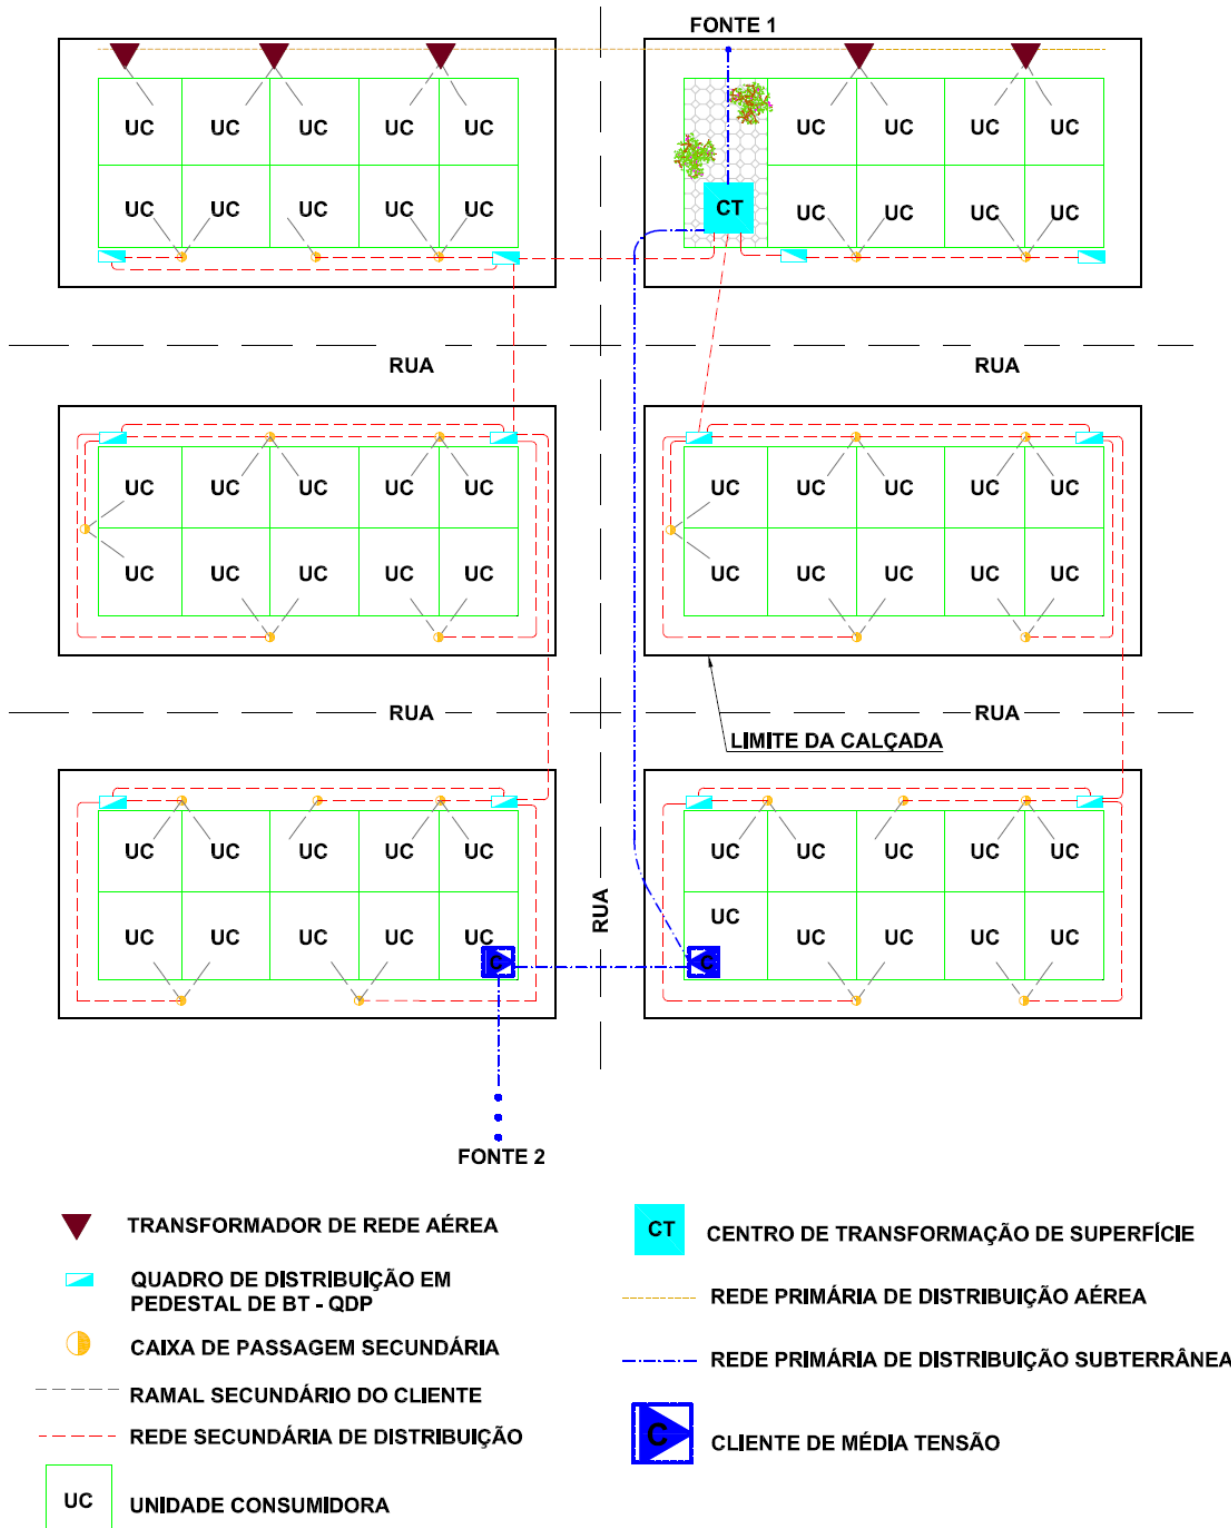 FONTE 1
UC UC UC UC UC
UC UC UC UC
UC UC UC UC UC
CT
UC UC UC UC
RUA
RUA
UC UC UC UC UC
UC UC UC UC UC
UC UC UC UC UC
UC UC UC UC UC
RUA
RUA
LIMITE DA CALÇADA
UC UC UC UC UC
UC UC UC UC UC
RUA
UC UC UC UC UC
C
UC UC UC UC UC
C
FONTE 2
TRANSFORMADOR DE REDE AÉREA
QUADRO DE DISTRIBUIÇÃO EM
PEDESTAL DE BT - QDP
CAIXA DE PASSAGEM SECUNDÁRIA
RAMAL SECUNDÁRIO DO CLIENTE
REDE SECUNDÁRIA DE DISTRIBUIÇÃO
UC
UNIDADE CONSUMIDORA
CT
CENTRO DE TRANSFORMAÇÃO DE SUPERFÍCIE
REDE PRIMÁRIA DE DISTRIBUIÇÃO AÉREA
REDE PRIMÁRIA DE DISTRIBUIÇÃO SUBTERRÂNEA
C
CLIENTE DE MÉDIA TENSÃO